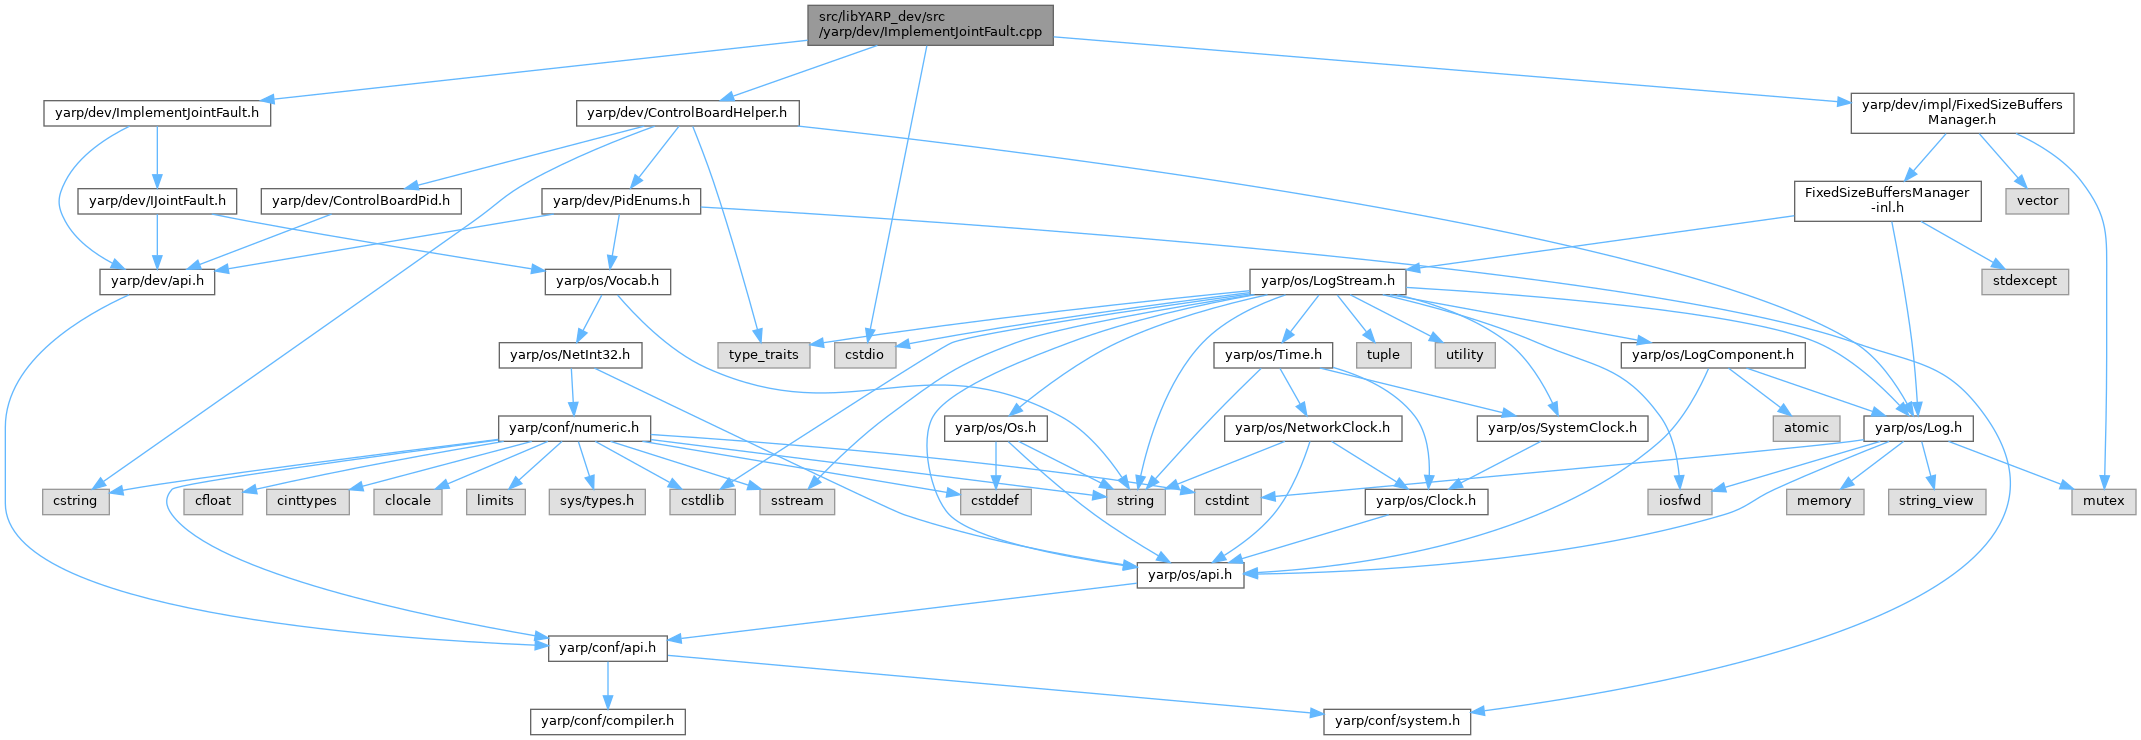 src/libYARP_dev/src
/yarp/dev/ImplementJointFault.cpp
yarp/dev/ImplementJointFault.h
yarp/dev/ControlBoardHelper.h
yarp/dev/impl/FixedSizeBuffers
Manager.h
yarp/dev/IJointFault.h
yarp/dev/ControlBoardPid.h
yarp/dev/PidEnums.h
FixedSizeBuffersManager
-inl.h
vector
yarp/dev/api.h
yarp/os/Vocab.h
yarp/os/LogStream.h
stdexcept
yarp/os/NetInt32.h
type_traits
cstdio
yarp/os/Time.h
tuple
utility
yarp/os/LogComponent.h
yarp/conf/numeric.h
yarp/os/Os.h
yarp/os/NetworkClock.h
yarp/os/SystemClock.h
atomic
yarp/os/Log.h
cstring
cfloat
cinttypes
clocale
limits
sys/types.h
cstdlib
sstream
cstddef
string
cstdint
yarp/os/Clock.h
iosfwd
memory
string_view
mutex
yarp/os/api.h
yarp/conf/api.h
yarp/conf/compiler.h
yarp/conf/system.h